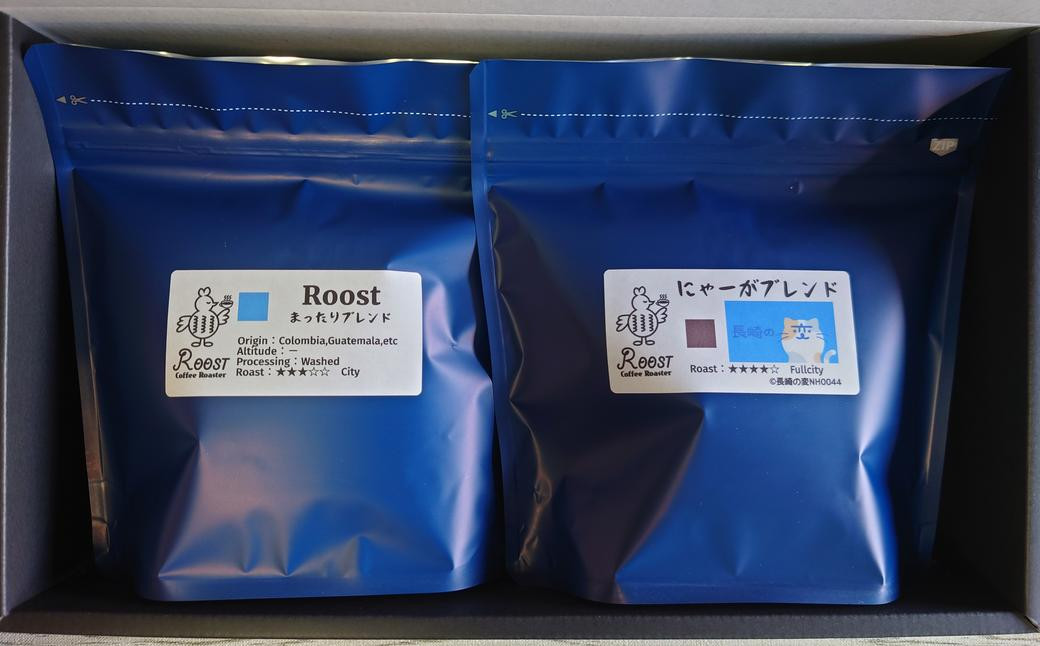 ZIP
Roost
まったりブレンド
Origin：Colombia,Guatemala,etc
Altitude：－
Processing：Washed
Roast：★★★☆☆　City
ROOST
Coffee Roaster
にゃーがブレンド
長崎の変
Roast：★★★★☆　Fullcity
©長崎の変NH0044
ROOST
Coffee Roaster